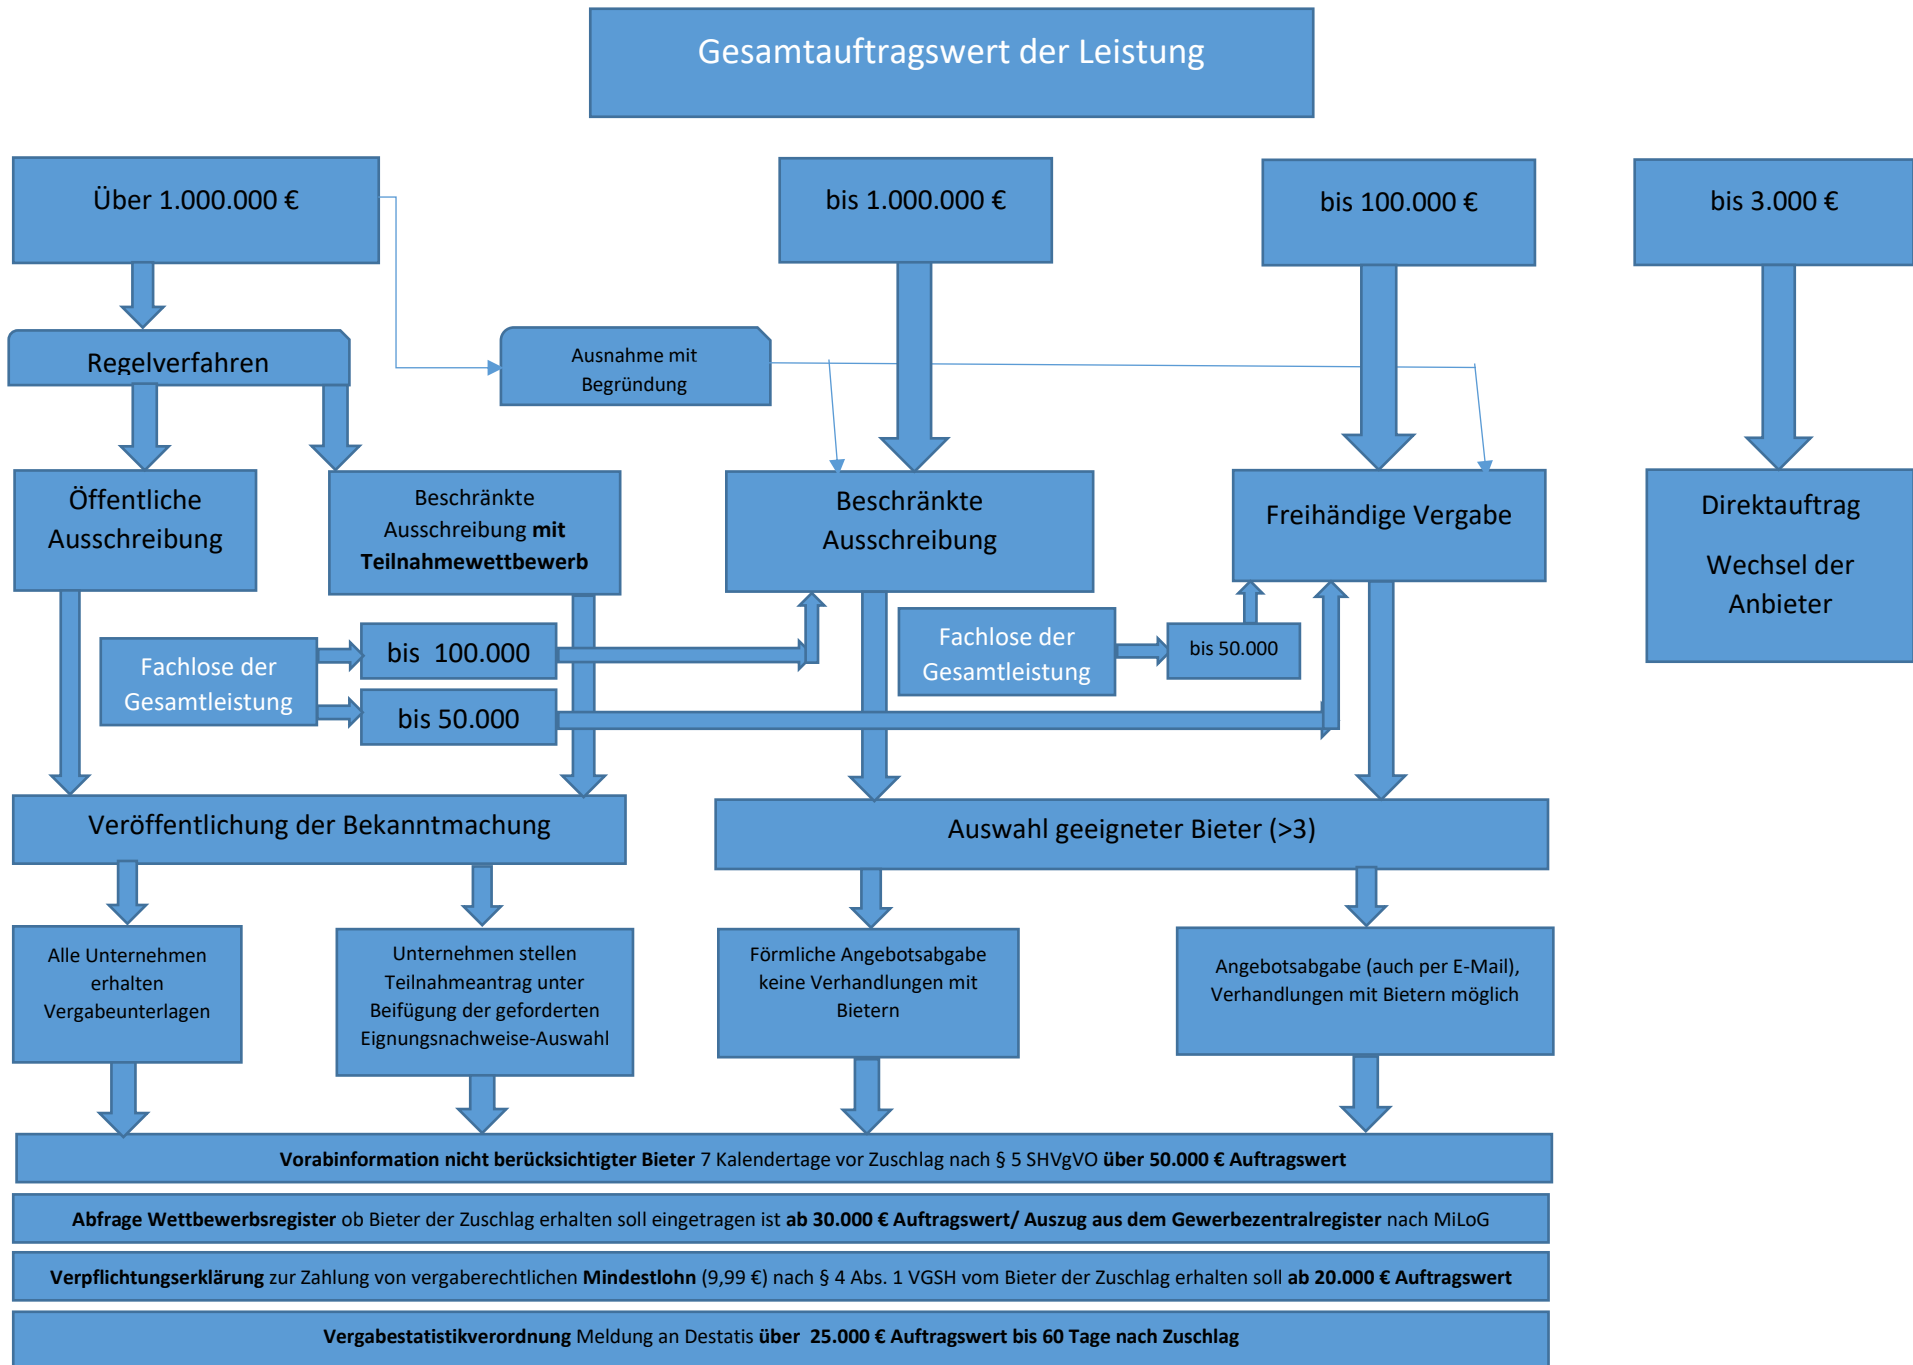 Gesamtauftragswert der Leistung
Über 1.000.000 €
bis 1.000.000 €
bis 100.000 €
bis 3.000 €
Regelverfahren
Ausnahme mit
Begründung
Öffentliche
Ausschreibung
Beschränkte
Ausschreibung mit
Teilnahmewettbewerb
Beschränkte
Ausschreibung
Freihändige Vergabe
Direktauftrag
Wechsel der
Anbieter
Fachlose der
Gesamtleistung
bis 100.000
bis 50.000
Fachlose der
Gesamtleistung
bis 50.000
Veröffentlichung der Bekanntmachung
Auswahl geeigneter Bieter (>3)
Alle Unternehmen
erhalten
Vergabeunterlagen
Unternehmen stellen
Teilnahmeantrag unter
Beifügung der geforderten
Eignungsnachweise-Auswahl
Förmliche Angebotsabgabe
keine Verhandlungen mit
Bietern
Angebotsabgabe (auch per E-Mail),
Verhandlungen mit Bietern möglich
Vorabinformation nicht berücksichtigter Bieter 7 Kalendertage vor Zuschlag nach § 5 SHVgVO über 50.000 € Auftragswert
Abfrage Wettbewerbsregister ob Bieter der Zuschlag erhalten soll eingetragen ist ab 30.000 € Auftragswert/ Auszug aus dem Gewerbezentralregister nach MiLoG
Verpflichtungserklärung zur Zahlung von vergaberechtlichen Mindestlohn (9,99 €) nach § 4 Abs. 1 VGSH vom Bieter der Zuschlag erhalten soll ab 20.000 € Auftragswert
Vergabestatistikverordnung Meldung an Destatis über 25.000 € Auftragswert bis 60 Tage nach Zuschlag